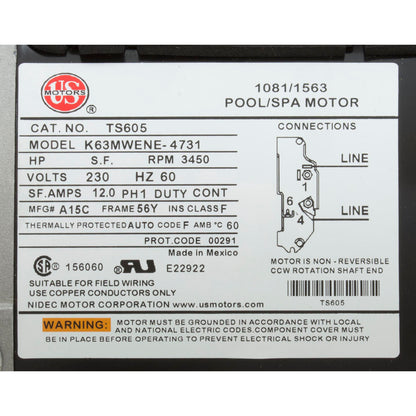 US
MOTORS
®
1081/1563
POOL/SPA MOTOR
CAT. NO. TS605
MODEL K63MWENE-4731
HP S.F. RPM 3450
VOLTS 230 HZ 60
SF.AMPS 12.0 PH1 DUTY CONT
MFG# A15C FRAME 56Y INS CLASS F
THERMALLY PROTECTED AUTO CODE F AMB °C 60
PROT.CODE 00291
Made in Mexico
156060 E22922
SUITABLE FOR FIELD WIRING
USE COPPER CONDUCTORS ONLY
NIDEC MOTOR CORPORATION www.usmotors.com
CONNECTIONS
LINE
1
6
4
LINE
MOTOR IS NON - REVERSIBLE
CCW ROTATION SHAFT END
TS605
WARNING: MOTOR MUST BE GROUNDED IN ACCORDANCE WITH LOCAL
AND NATIONAL ELECTRIC CODES.COMPONENT COVER MUST
BE IN PLACE BEFORE OPERATING TO PREVENT ELECTRICAL SHOCK OR INJURY